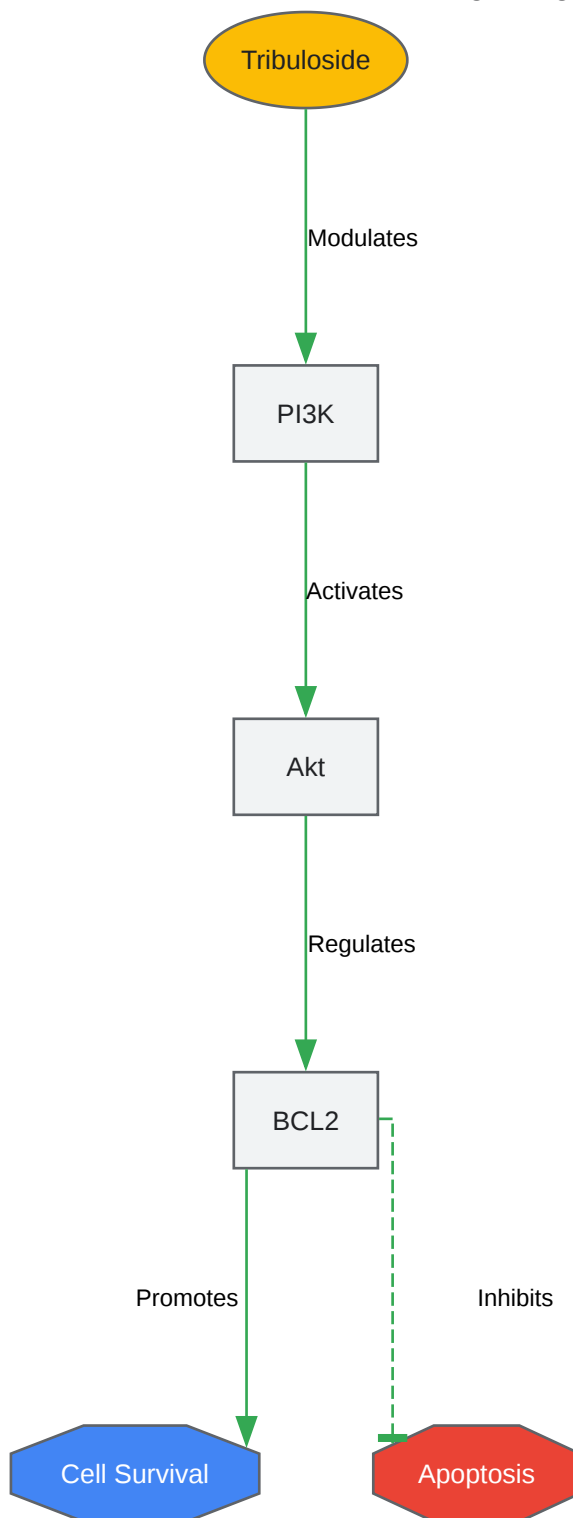 Tribuloside
Modulates
PI3K
Activates
Akt
Regulates
BCL2
Promotes
Inhibits
Cell Survival
Apoptosis